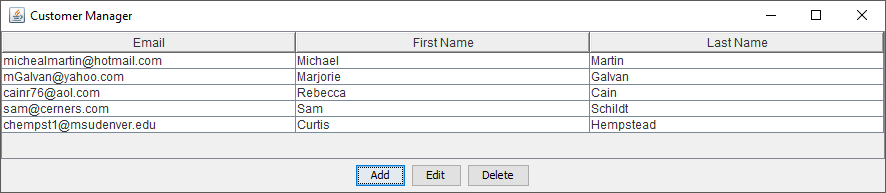 Customer Manager
Email First Name Last Name
michealmartin@hotmail.com Michael Martin
mGalvan@yahoo.com Marjorie Galvan
cainr76@aol.com Rebecca Cain
sam@cerners.com Sam Schildt
chempst1@msudenver.edu Curtis Hempstead
Add Edit Delete